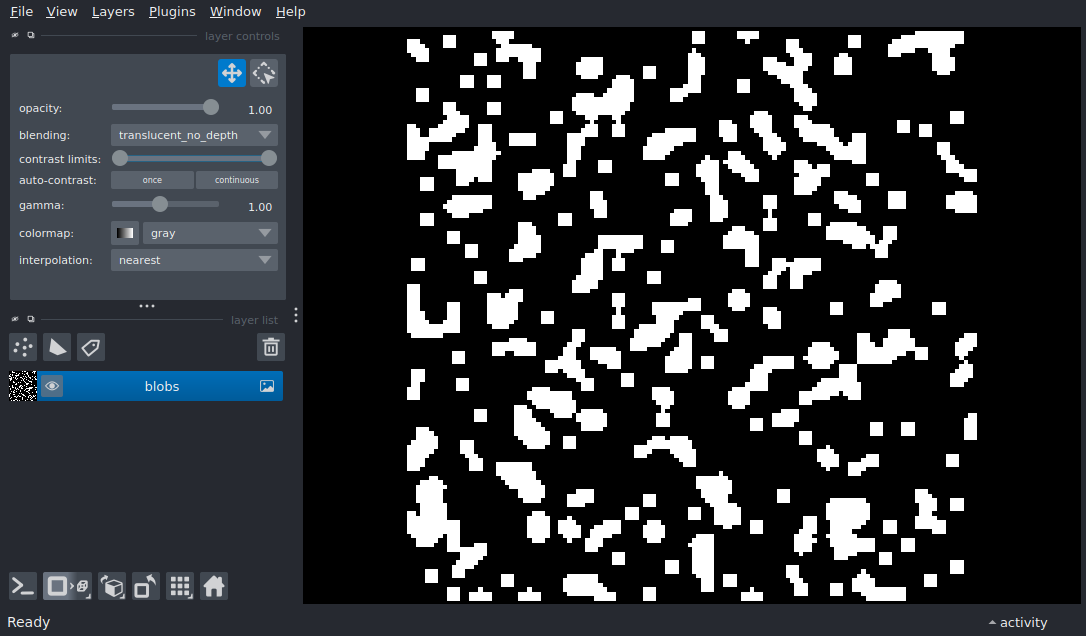 File View Layers Plugins Window Help
layer controls
opacity: 1.00
blending: translucent_no_depth
contrast limits:
auto-contrast: once continuous
gamma: 1.00
colormap: gray
interpolation: nearest
layer list
blobs
Ready
activity